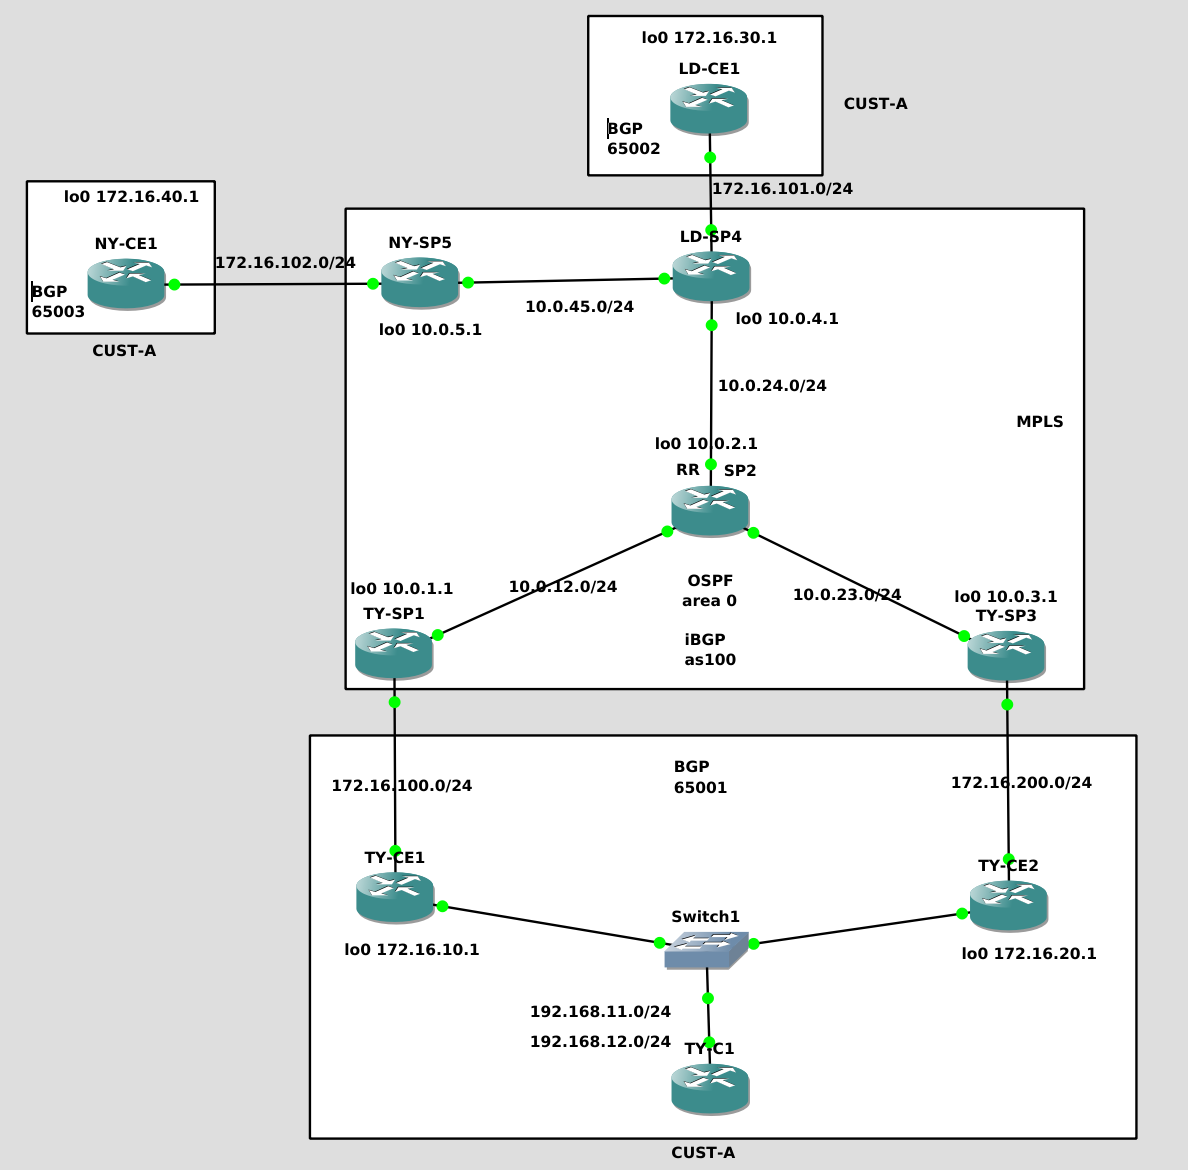 lo0 172.16.30.1
LD-CE1
CUST-A
BGP
65002
172.16.101.0/24
lo0 172.16.40.1
NY-CE1
BGP
65003
CUST-A
172.16.102.0/24
NY-SP5
lo0 10.0.5.1
10.0.45.0/24
LD-SP4
lo0 10.0.4.1
10.0.24.0/24
MPLS
lo0 10.0.2.1
RR SP2
10.0.12.0/24
OSPF
area 0
10.0.23.0/24
iBGP
as100
lo0 10.0.1.1
TY-SP1
lo0 10.0.3.1
TY-SP3
BGP
65001
172.16.100.0/24
172.16.200.0/24
TY-CE1
lo0 172.16.10.1
TY-CE2
lo0 172.16.20.1
Switch1
192.168.11.0/24
192.168.12.0/24
TY-C1
CUST-A